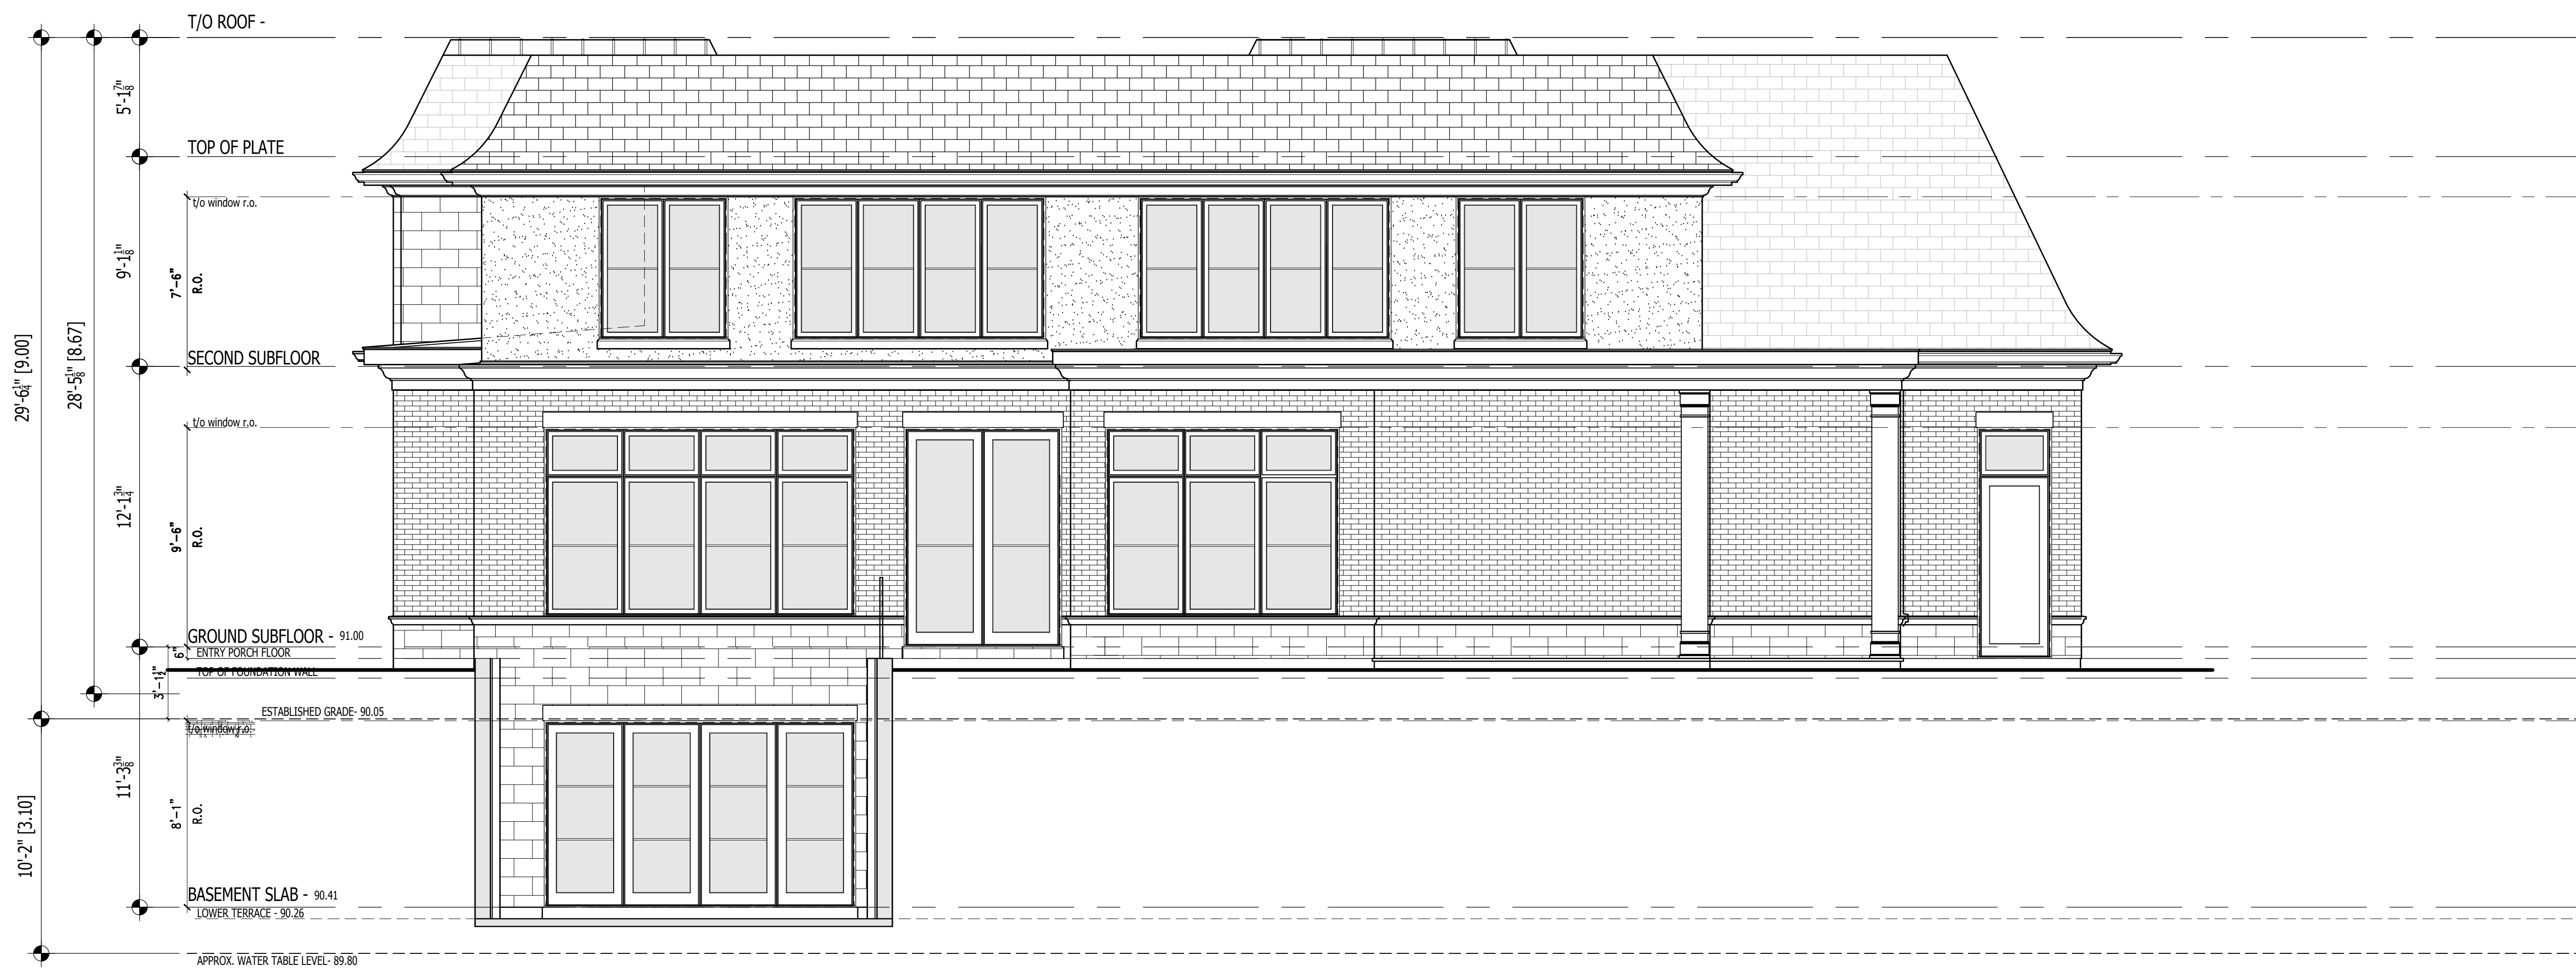 T/O ROOF -
5'-1 7/8"
TOP OF PLATE
t/o window r.o.
9'-1 1/8"
7'-6"
R.O.
29'-6 1/4" [9.00]
28'-5 1/8" [8.67]
SECOND SUBFLOOR
t/o window r.o.
12'-1 3/4"
9'-6"
R.O.
GROUND SUBFLOOR - 91.00
6"
ENTRY PORCH FLOOR
TOP OF FOUNDATION WALL
3'-1 1/2"
ESTABLISHED GRADE- 90.05
t/o window r.o.
11'-3 3/8"
8'-1"
R.O.
10'-2" [3.10]
BASEMENT SLAB - 90.41
LOWER TERRACE - 90.26
APPROX. WATER TABLE LEVEL- 89.80